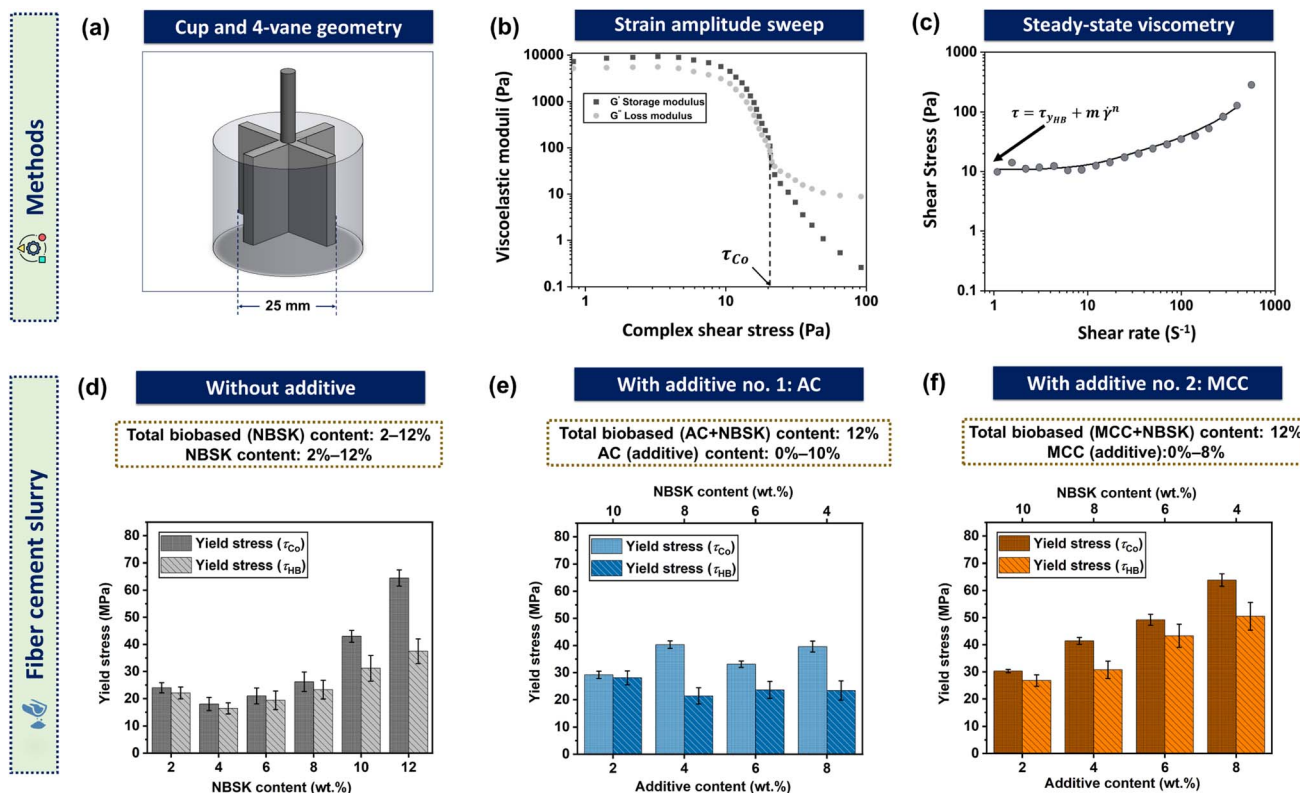 Methods
(a)
Cup and 4-vane geometry
25 mm
(b)
Strain amplitude sweep
Viscoelastic moduli (Pa)
10000
1000
100
10
1
0.1
G' Storage modulus
G" Loss modulus
τ_Co
1
10
100
Complex shear stress (Pa)
(c)
Steady-state viscometry
Shear Stress (Pa)
1000
100
10
1
0.1
τ = τ_yHB + m γ̇ⁿ
1
10
100
1000
Shear rate (S⁻¹)
Fiber cement slurry
(d)
Without additive
Total biobased (NBSK) content: 2–12%
NBSK content: 2%–12%
Yield stress (MPa)
80
70
60
50
40
30
20
10
0
Yield stress (τ_Co)
Yield stress (τ_HB)
2 4 6 8 10 12
NBSK content (wt.%)
(e)
With additive no. 1: AC
Total biobased (AC+NBSK) content: 12%
AC (additive) content: 0%–10%
NBSK content (wt.%)
10 8 6 4
Yield stress (MPa)
80
70
60
50
40
30
20
10
0
Yield stress (τ_Co)
Yield stress (τ_HB)
2 4 6 8
Additive content (wt.%)
(f)
With additive no. 2: MCC
Total biobased (MCC+NBSK) content: 12%
MCC (additive):0%–8%
NBSK content (wt.%)
10 8 6 4
Yield stress (MPa)
80
70
60
50
40
30
20
10
0
Yield stress (τ_Co)
Yield stress (τ_HB)
2 4 6 8
Additive content (wt.%)